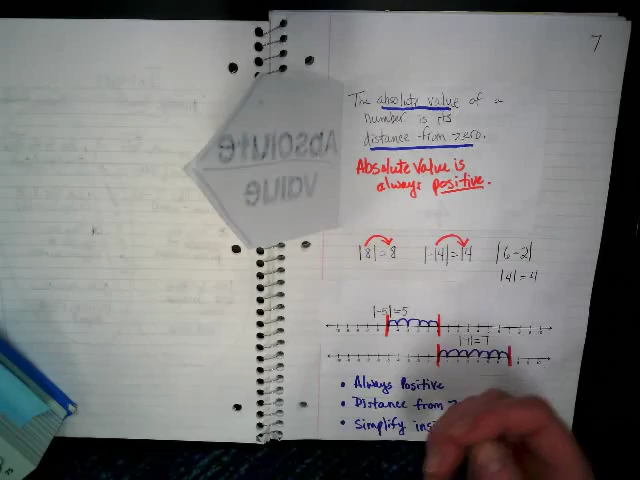 7
The absolute value of a
number is its
distance from zero.
Absolute Value is
always positive.
Absolute
Value
|8|=8 |-14|=14 |6-2|
|4|=4
|-5|=5
|7|=7
• Always Positive
• Distance from
• Simplify